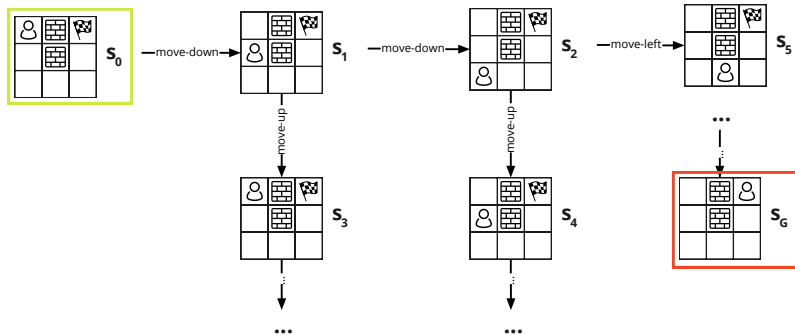 S0 move-down S1 move-down S2 move-left S5
...
move-up move-up ...
S3 S4 SG
... ...
... ...